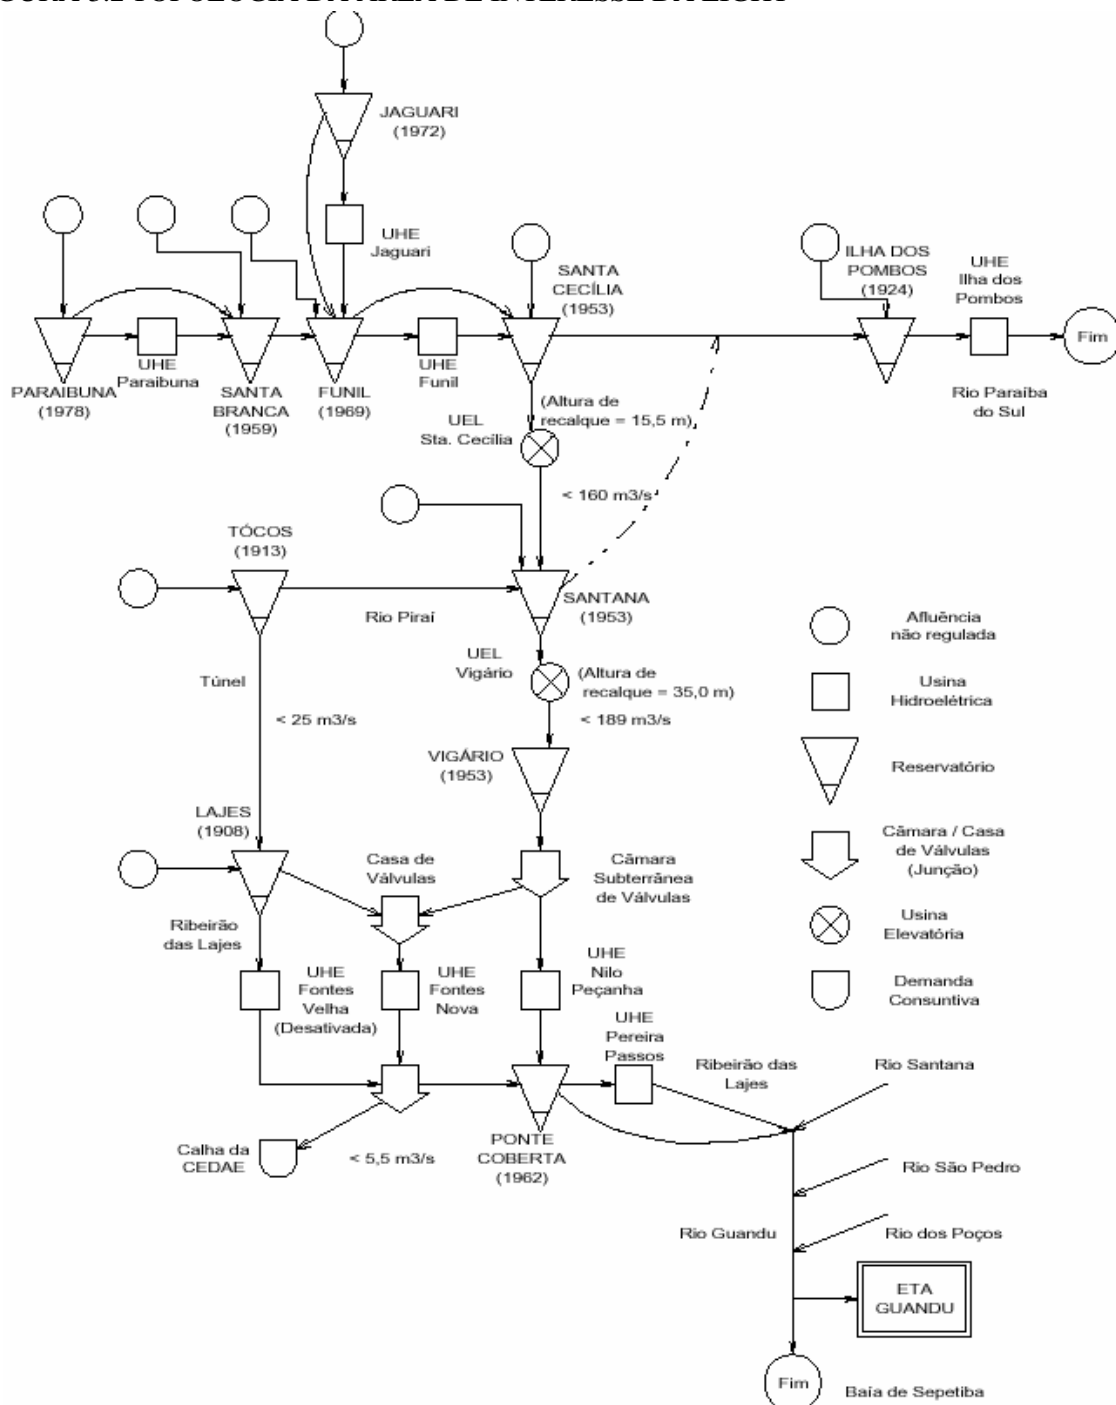 JAGUARI
(1972)
UHE
Jaguari
SANTA
CECÍLIA
(1953)
ILHA DOS
POMBOS
(1924)
UHE
Ilha dos
Pombos
Fim
UHE
Paraibuna
UHE
Funil
PARAIBUNA
(1978)
SANTA
BRANCA
(1959)
FUNIL
(1969)
Rio Paraíba
do Sul
UEL
Sta. Cecília
(Altura de
recalque = 15,5 m)
< 160 m3/s
TÓCOS
(1913)
Rio Piraí
SANTANA
(1953)
Túnel
< 25 m3/s
UEL
Vigário
(Altura de
recalque = 35,0 m)
< 189 m3/s
VIGÁRIO
(1953)
LAJES
(1908)
Casa de
Válvulas
Câmara
Subterrânea
de Válvulas
Ribeirão
das Lajes
UHE
Fontes
Velha
(Desativada)
UHE
Fontes
Nova
UHE
Nilo
Peçanha
UHE
Pereira
Passos
Ribeirão das
Lajes
Rio Santana
Calha da
CEDAE
< 5,5 m3/s
PONTE
COBERTA
(1962)
Rio São Pedro
Rio Guandu
Rio dos Poços
ETA
GUANDU
Fim
Baía de Sepetiba
Afluência
não regulada
Usina
Hidroelétrica
Reservatório
Câmara / Casa
de Válvulas
(Junção)
Usina
Elevatória
Demanda
Consuntiva